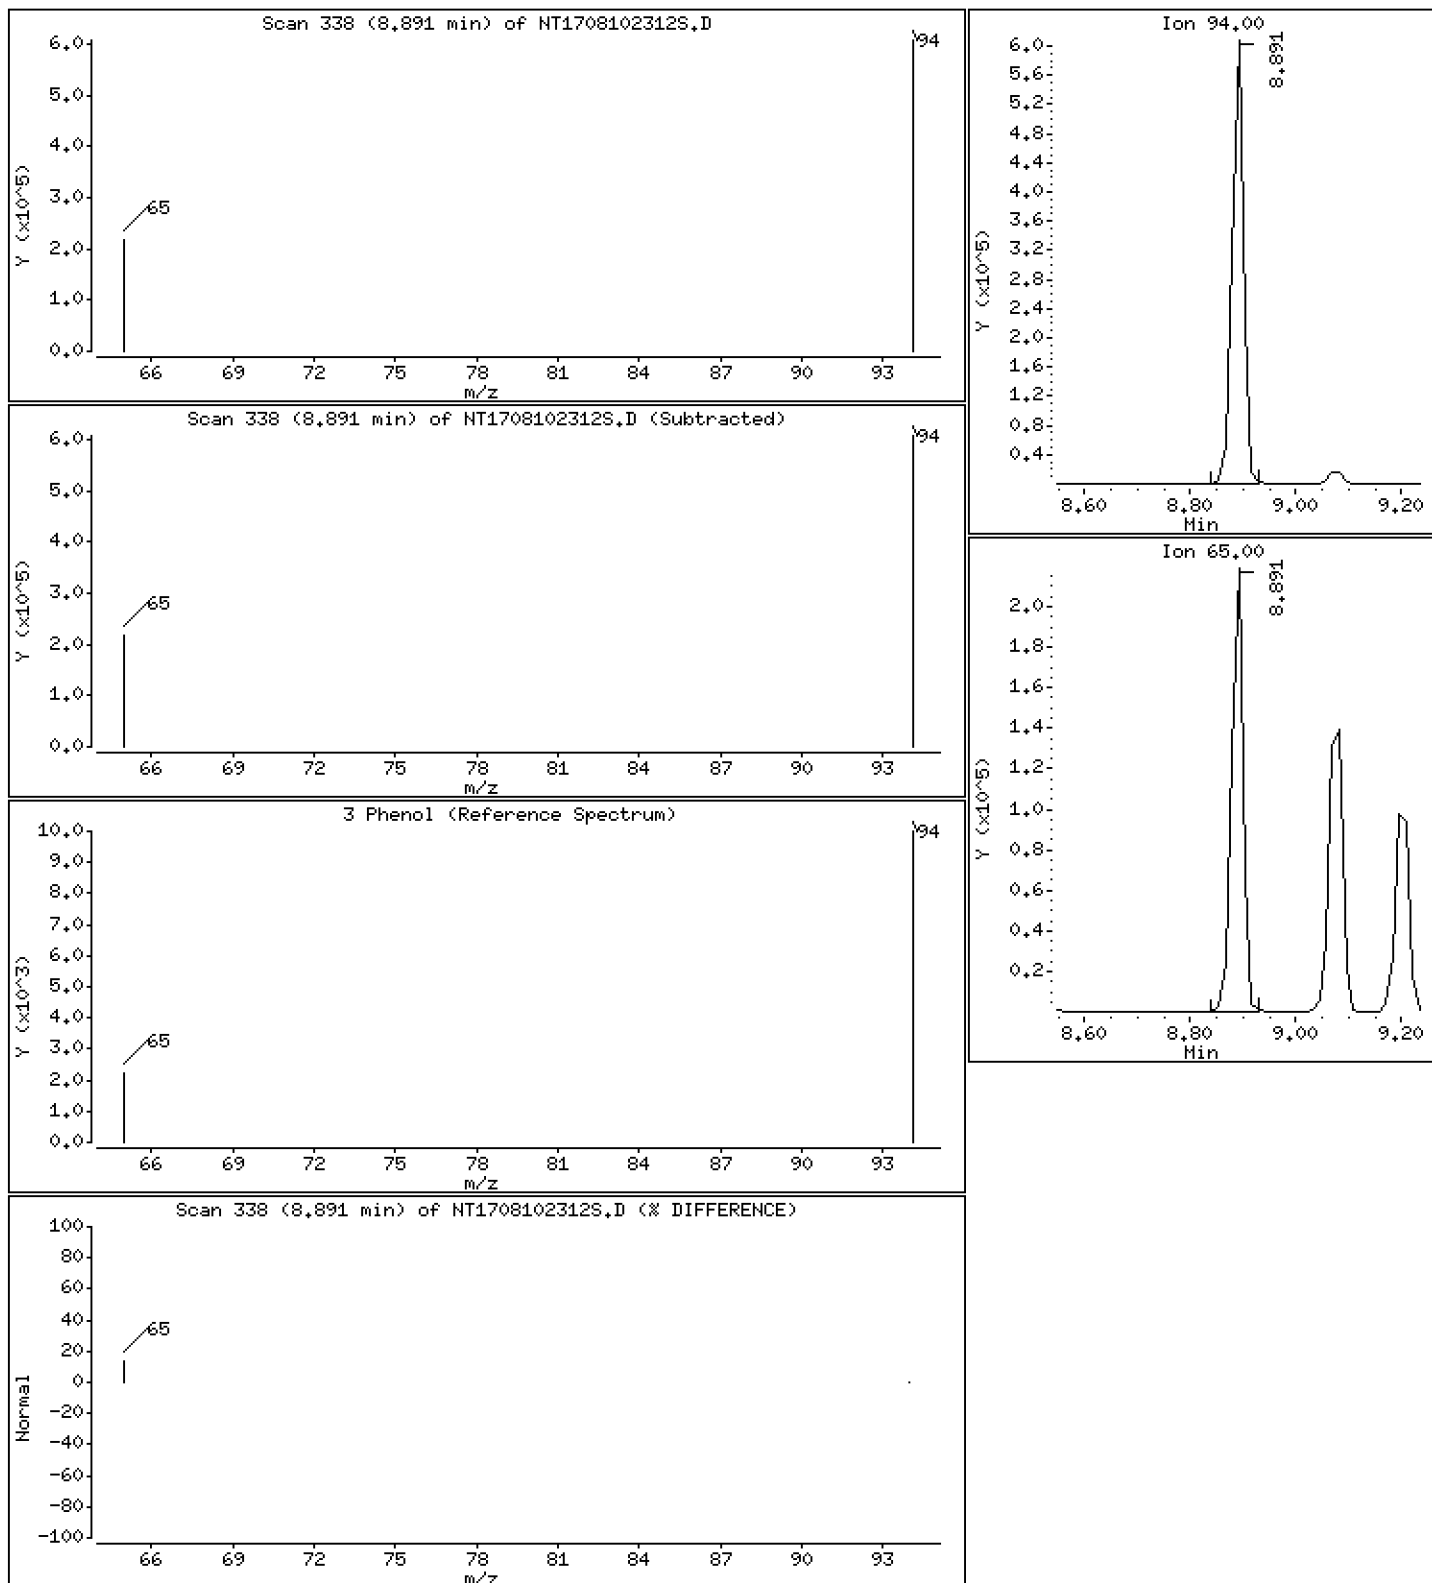 Scan 338 (8.891 min) of NT1708102312S.D
6.0
5.0
4.0
3.0
2.0
1.0
0.0
Y (x10^5)
65
94
66 69 72 75 78 81 84 87 90 93
m/z
Scan 338 (8.891 min) of NT1708102312S.D (Subtracted)
6.0
5.0
4.0
3.0
2.0
1.0
0.0
Y (x10^5)
65
94
66 69 72 75 78 81 84 87 90 93
m/z
3 Phenol (Reference Spectrum)
10.0
9.0
8.0
7.0
6.0
5.0
4.0
3.0
2.0
1.0
0.0
Y (x10^3)
65
94
66 69 72 75 78 81 84 87 90 93
m/z
Scan 338 (8.891 min) of NT1708102312S.D (% DIFFERENCE)
100
80
60
40
20
0
-20
-40
-60
-80
-100
Normal
65
66 69 72 75 78 81 84 87 90 93
m/z
Ion 94.00
6.0
5.6
5.2
4.8
4.4
4.0
3.6
3.2
2.8
2.4
2.0
1.6
1.2
0.8
0.4
Y (x10^5)
8.891
8.60 8.80 9.00 9.20
Min
Ion 65.00
2.0
1.8
1.6
1.4
1.2
1.0
0.8
0.6
0.4
0.2
Y (x10^5)
8.891
8.60 8.80 9.00 9.20
Min